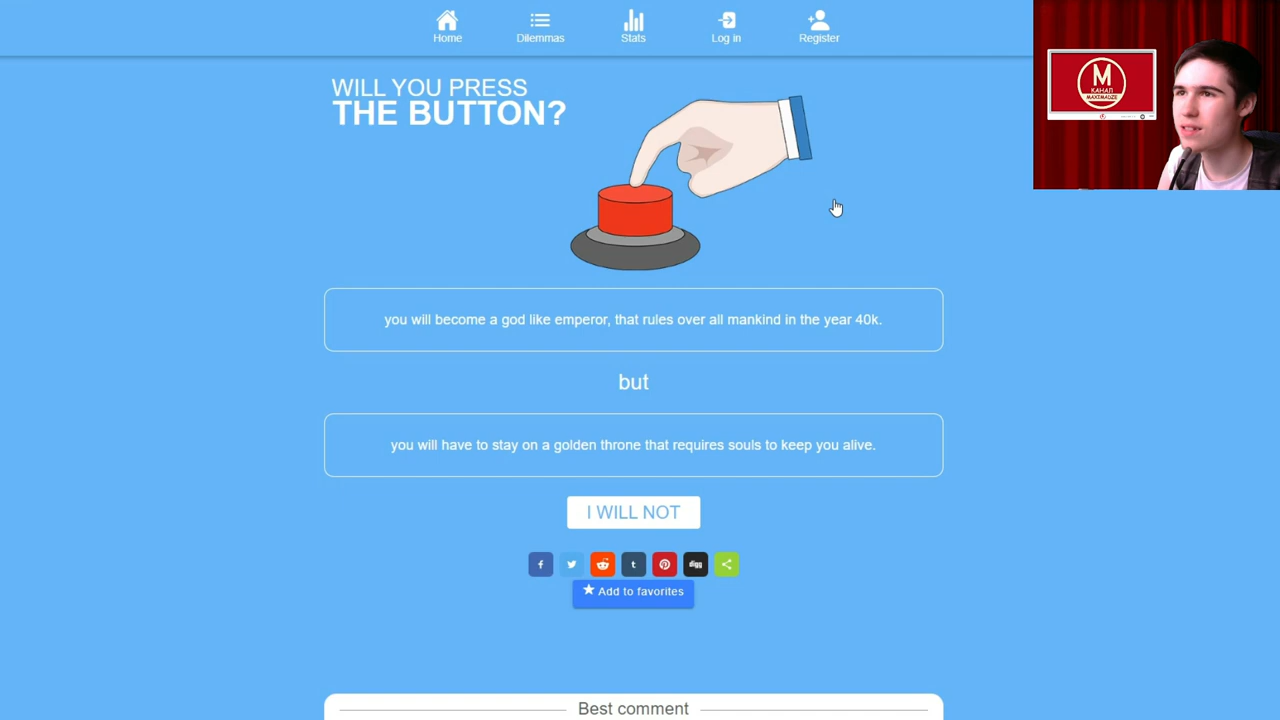 Home
Dilemmas
Stats
Log in
Register
WILL YOU PRESS
THE BUTTON?
M
КАНАЛ
MAXIMADZE
you will become a god like emperor, that rules over all mankind in the year 40k.
but
you will have to stay on a golden throne that requires souls to keep you alive.
I WILL NOT
f
t
digg
Add to favorites
Best comment